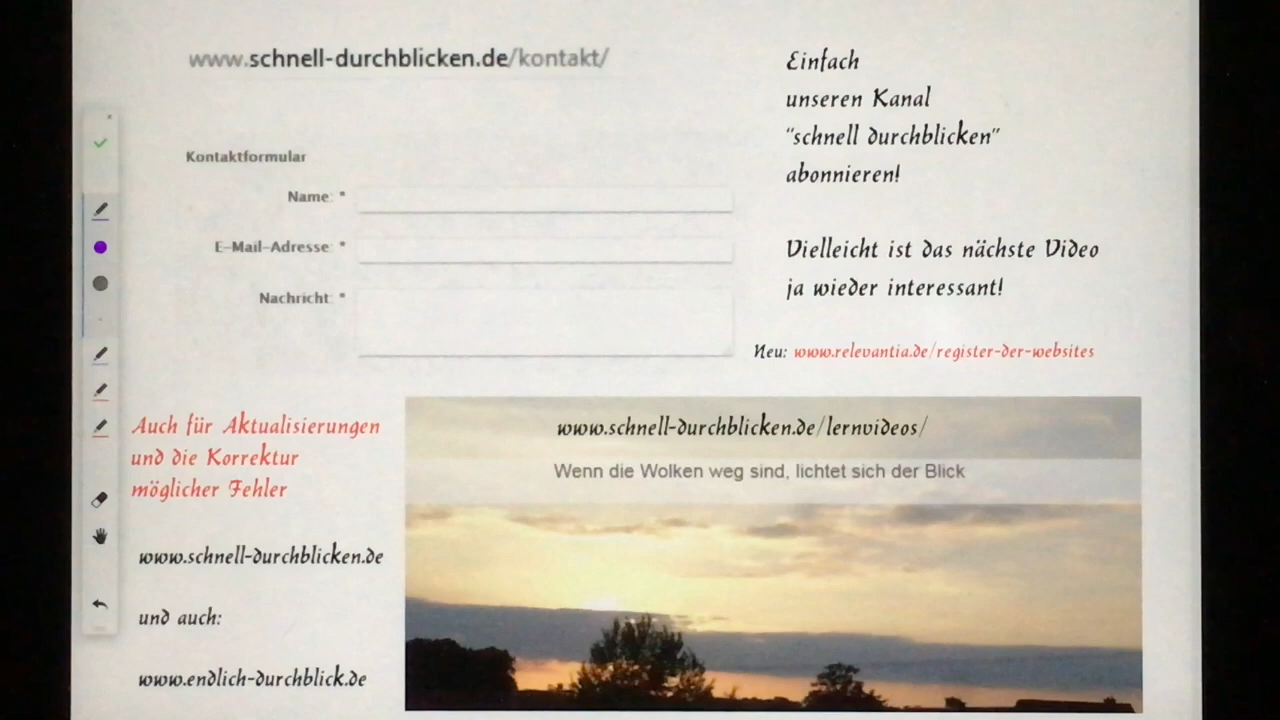 www.schnell-durchblicken.de/kontakt/
Kontaktformular
Name: *
E-Mail-Adresse: *
Nachricht: *
Einfach
unseren Kanal
"schnell durchblicken"
abonnieren!
Vielleicht ist das nächste Video
ja wieder interessant!
Neu: www.relevantia.de/register-der-websites
Auch für Aktualisierungen
und die Korrektur
möglicher Fehler
www.schnell-durchblicken.de
und auch:
www.endlich-durchblick.de
www.schnell-durchblicken.de/lernvideos/
Wenn die Wolken weg sind, lichtet sich der Blick